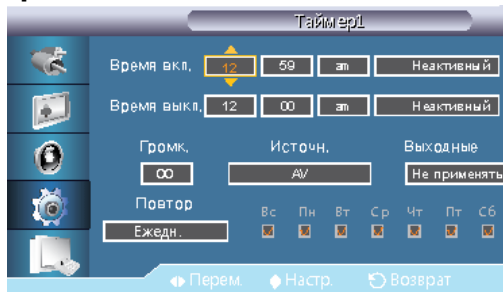 Таймер1
Время вкл. 12 59 am Неактивный
Время выкл. 12 00 am Неактивный
Громк. Источн. Выходные
00 AV Не применять
Повтор Вс Пн Вт Ср Чт Пт Сб
Ежедн.
Перем. Настр. Возврат